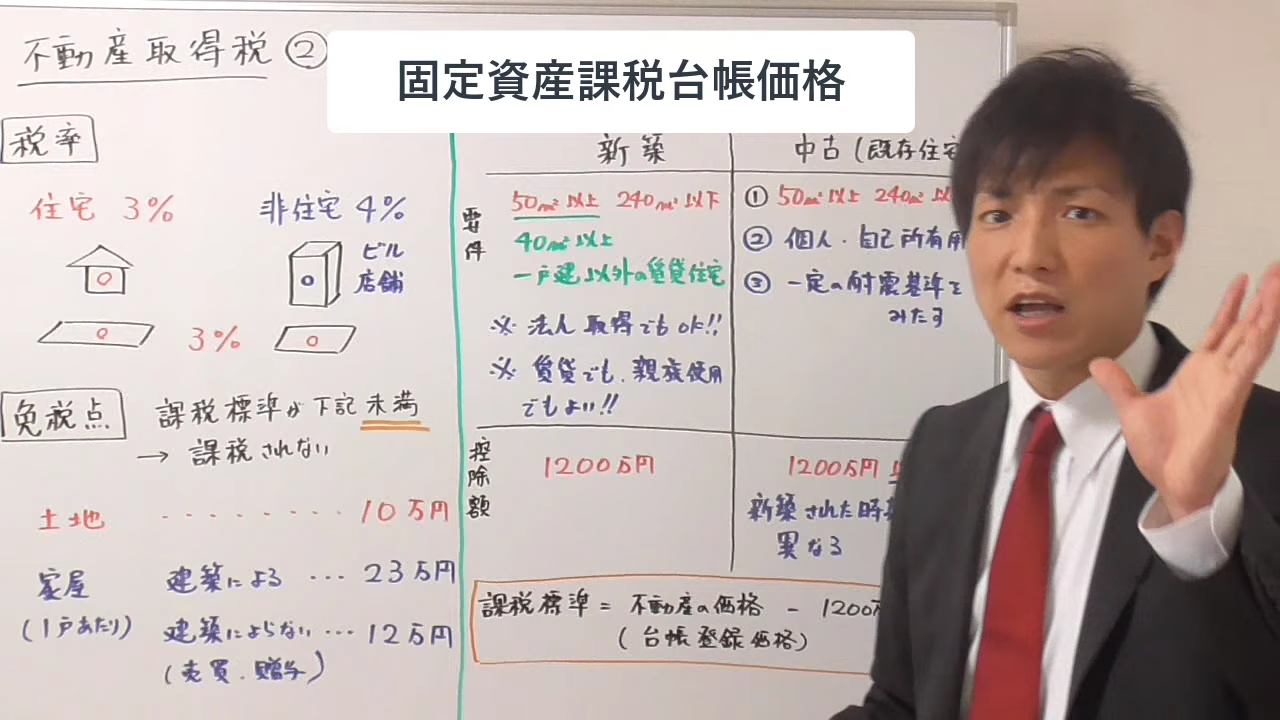 不動産取得税 ②
固定資産課税台帳価格
税率
住宅 3%
非住宅 4%
ビル
店舗
3%
免税点
課税標準が下記未満
→ 課税されない
土地 ········ 10万円
家屋
(1戸あたり)
建築による ··· 23万円
建築によらない ··· 12万円
(売買、贈与)
新築
中古(既存住宅
要件
50㎡以上 240㎡以下
40㎡以上
一戸建以外の賃貸住宅
※ 法人取得でもok!!
※ 賃貸でも、親族使用
でもよい!!
① 50㎡以上 240㎡以
② 個人・自己所有用
③ 一定の耐震基準を
みたす
控除額
1200万円
1200万円
新築された時
異なる
課税標準 = 不動産の価格 - 1200万
(台帳登録価格)